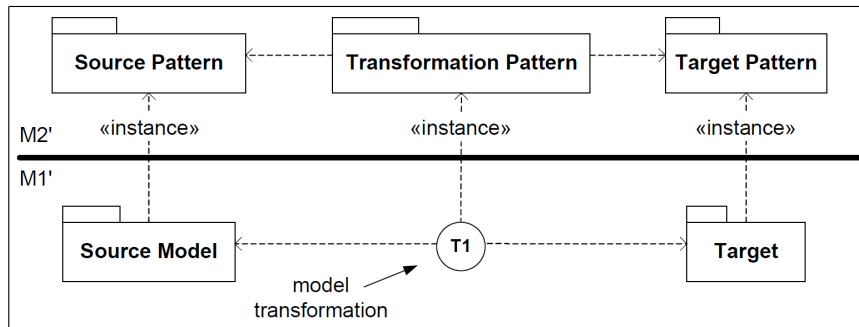 Source Pattern
Transformation Pattern
Target Pattern
«instance»
«instance»
«instance»
M2'
M1'
Source Model
T1
Target
model
transformation